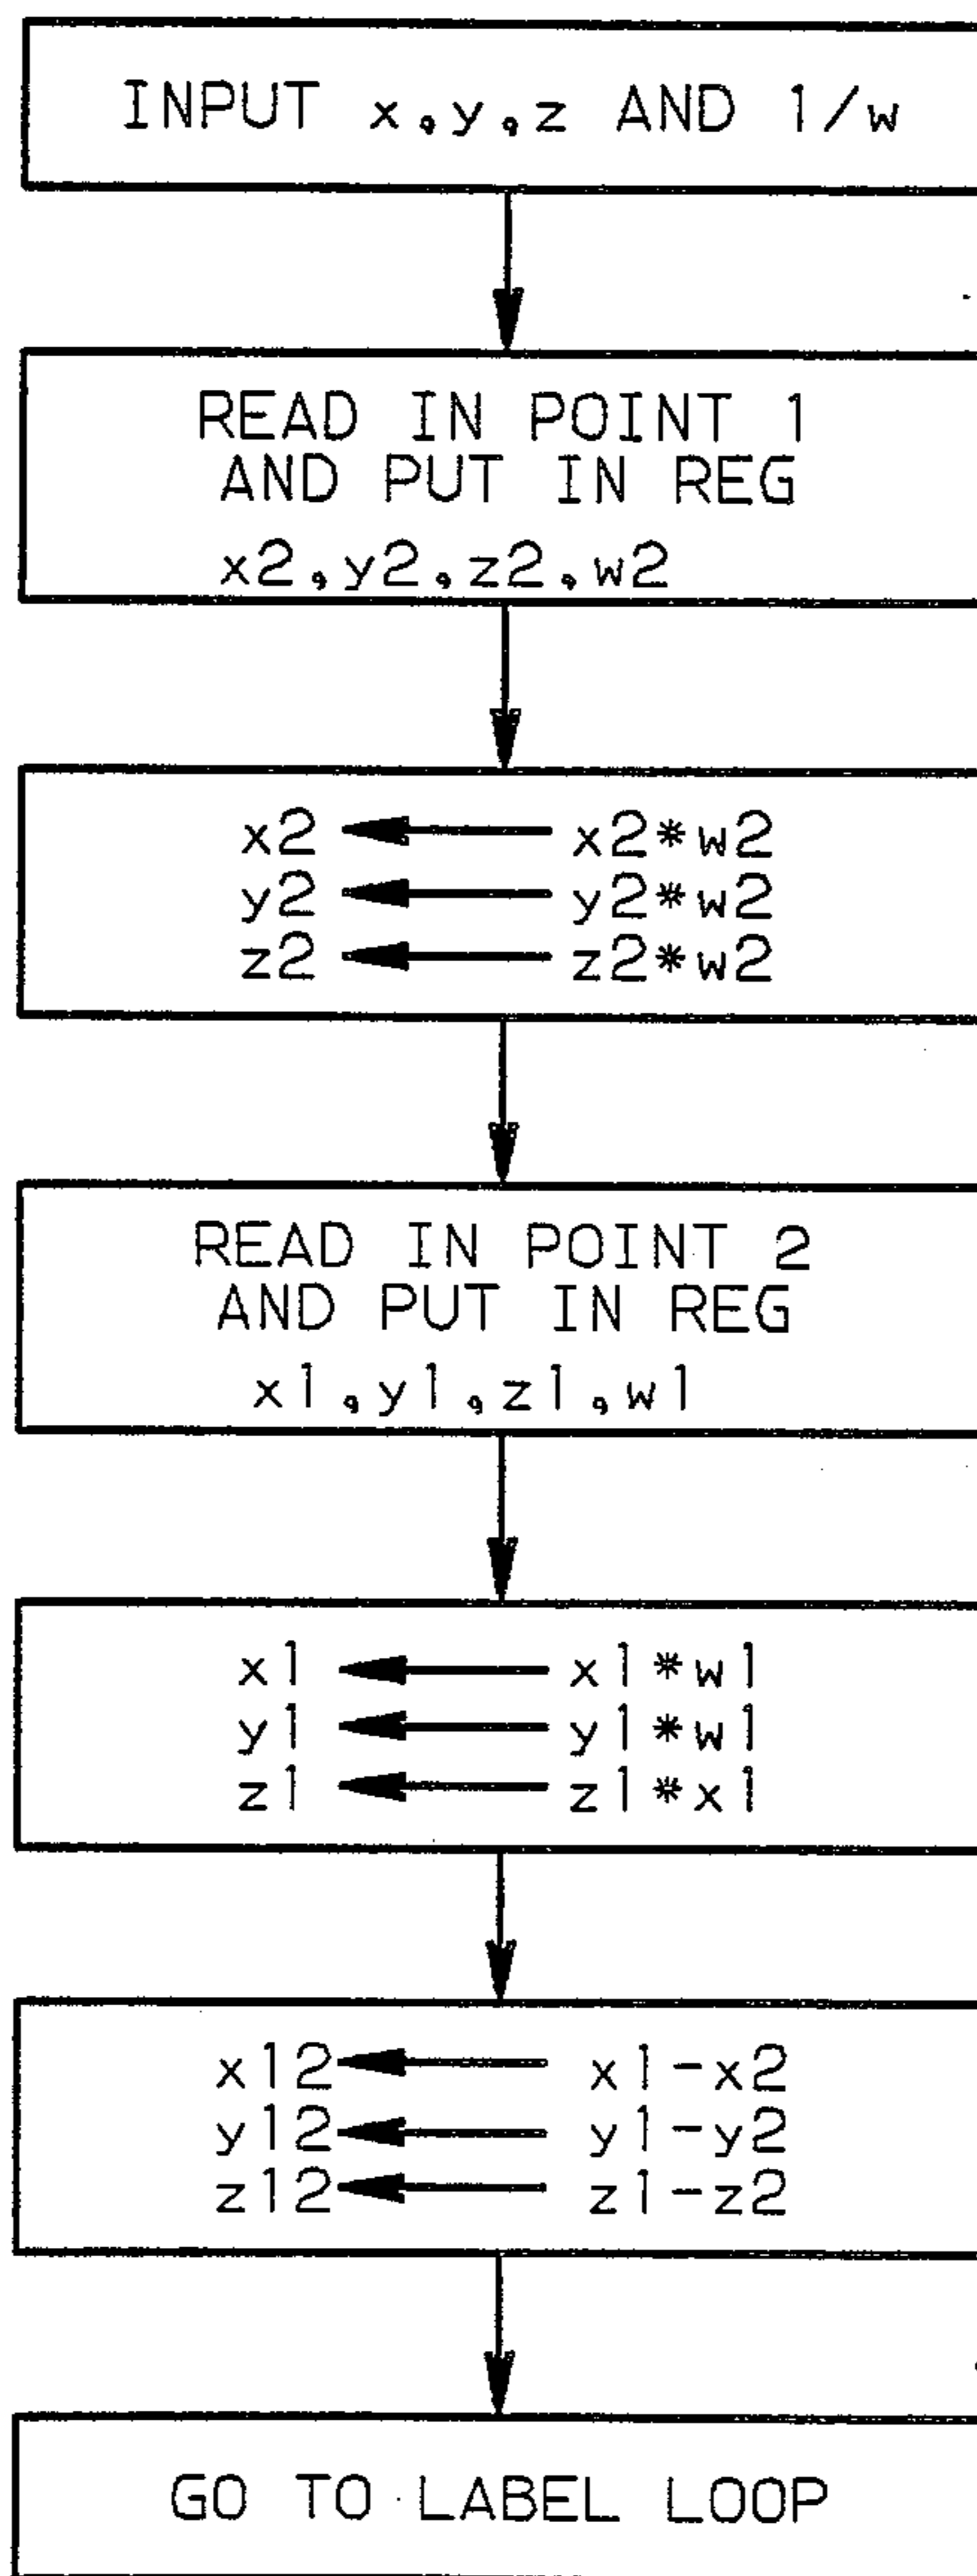 INPUT x,y,z AND 1/w
READ IN POINT 1
AND PUT IN REG
x2,y2,z2,w2
x2 ← x2*w2
y2 ← y2*w2
z2 ← z2*w2
READ IN POINT 2
AND PUT IN REG
x1,y1,z1,w1
x1 ← x1*w1
y1 ← y1*w1
z1 ← z1*x1
x12 ← x1-x2
y12 ← y1-y2
z12 ← z1-z2
GO TO LABEL LOOP